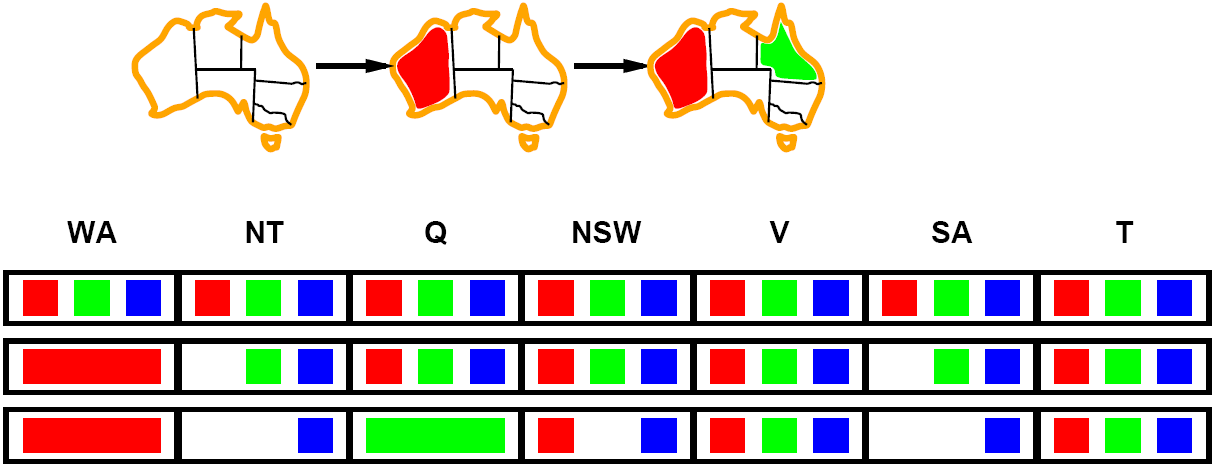 WA NT Q NSW V SA T